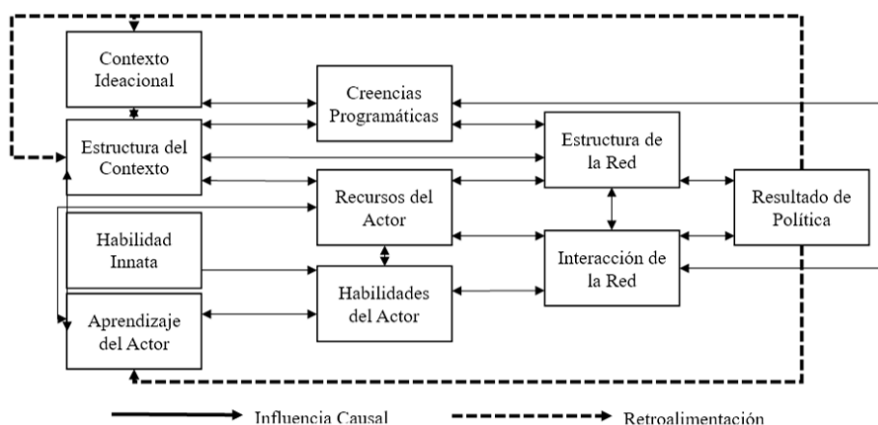 Contexto
Ideacional
Creencias
Programáticas
Estructura del
Contexto
Estructura de
la Red
Recursos del
Actor
Resultado de
Política
Habilidad
Innata
Interacción de
la Red
Habilidades
del Actor
Aprendizaje
del Actor
Influencia Causal
Retroalimentación